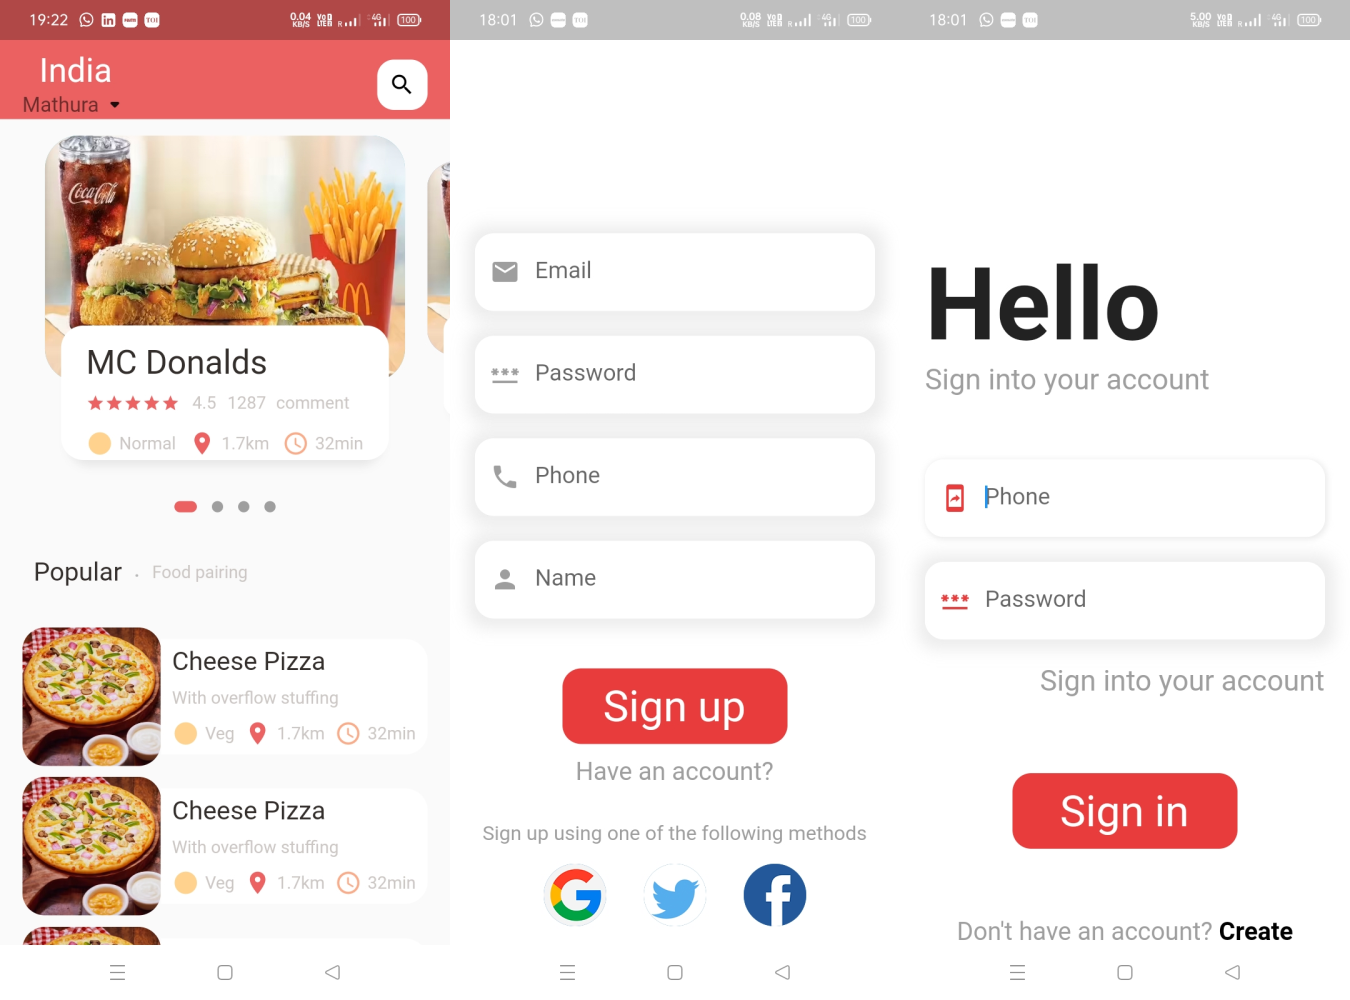 19:22
0.04 KB/S
4G
100
India
Mathura
Coca-Cola
MC Donalds
4.5 1287 comment
Normal 1.7km 32min
Popular . Food pairing
Cheese Pizza
With overflow stuffing
Veg 1.7km 32min
Cheese Pizza
With overflow stuffing
Veg 1.7km 32min
18:01
0.08 KB/S
4G
100
Email
*** Password
Phone
Name
Sign up
Have an account?
Sign up using one of the following methods
18:01
5.00 KB/S
4G
100
Hello
Sign into your account
Phone
*** Password
Sign into your account
Sign in
Don't have an account? Create